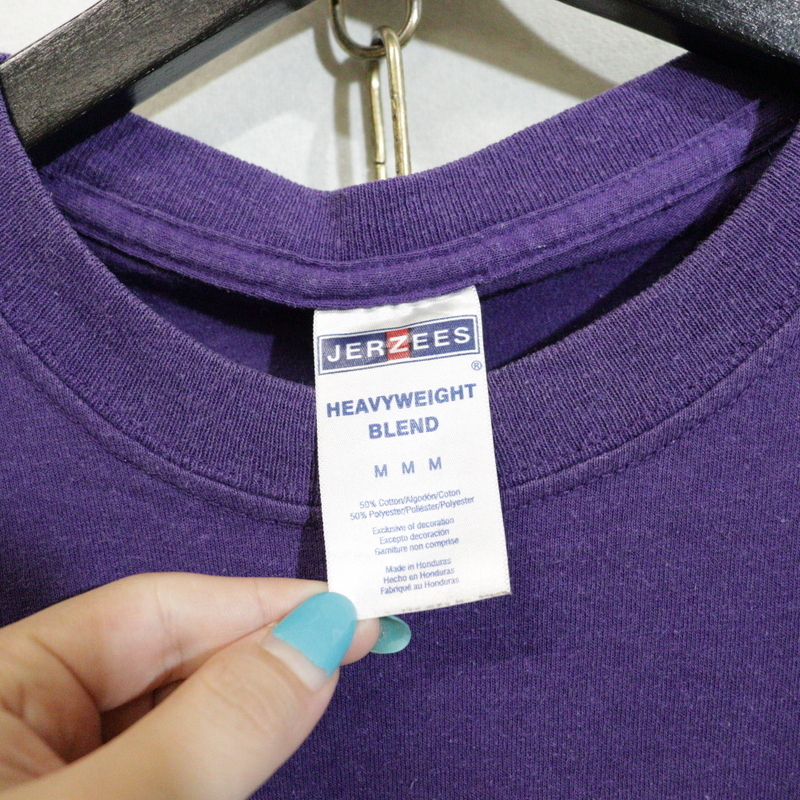 JERZEES
®
HEAVYWEIGHT
BLEND
M M M
50% Cotton/Algodón/Coton
50% Polyester/Poliéster/Polyester
Exclusive of decoration
Excepto decoración
Garniture non comprise
Made in Honduras
Hecho en Honduras
Fabriqué au Honduras